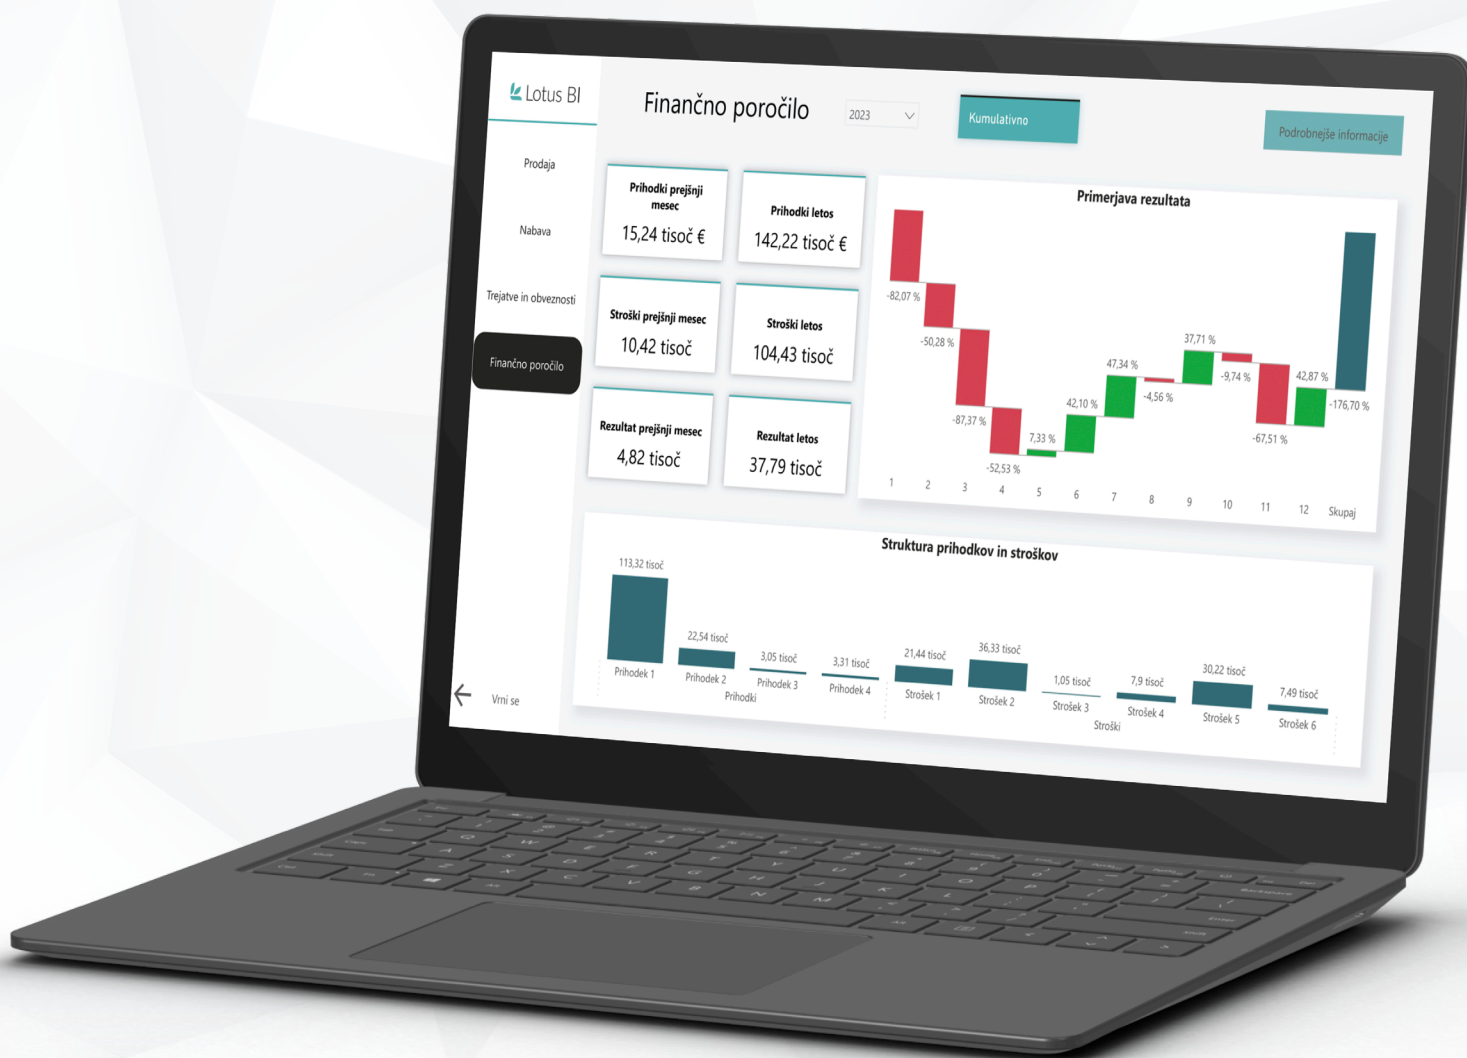 Lotus BI
Finančno poročilo
2023
Kumulativno
Podrobnejše informacije
Prodaja
Nabava
Trejatve in obveznosti
Finančno poročilo
Vrni se
Prihodki prejšnji
mesec
15,24 tisoč €
Prihodki letos
142,22 tisoč €
Stroški prejšnji mesec
10,42 tisoč
Stroški letos
104,43 tisoč
Rezultat prejšnji mesec
4,82 tisoč
Rezultat letos
37,79 tisoč
Primerjava rezultata
-82,07 %
-50,28 %
-87,37 %
-52,53 %
7,33 %
42,10 %
47,34 %
-4,56 %
37,71 %
-9,74 %
-67,51 %
42,87 %
-176,70 %
1 2 3 4 5 6 7 8 9 10 11 12 Skupaj
Struktura prihodkov in stroškov
113,32 tisoč
22,54 tisoč
3,05 tisoč
3,31 tisoč
21,44 tisoč
36,33 tisoč
1,05 tisoč
7,9 tisoč
30,22 tisoč
7,49 tisoč
Prihodek 1
Prihodek 2
Prihodek 3
Prihodek 4
Strošek 1
Strošek 2
Strošek 3
Strošek 4
Strošek 5
Strošek 6
Prihodki
Stroški